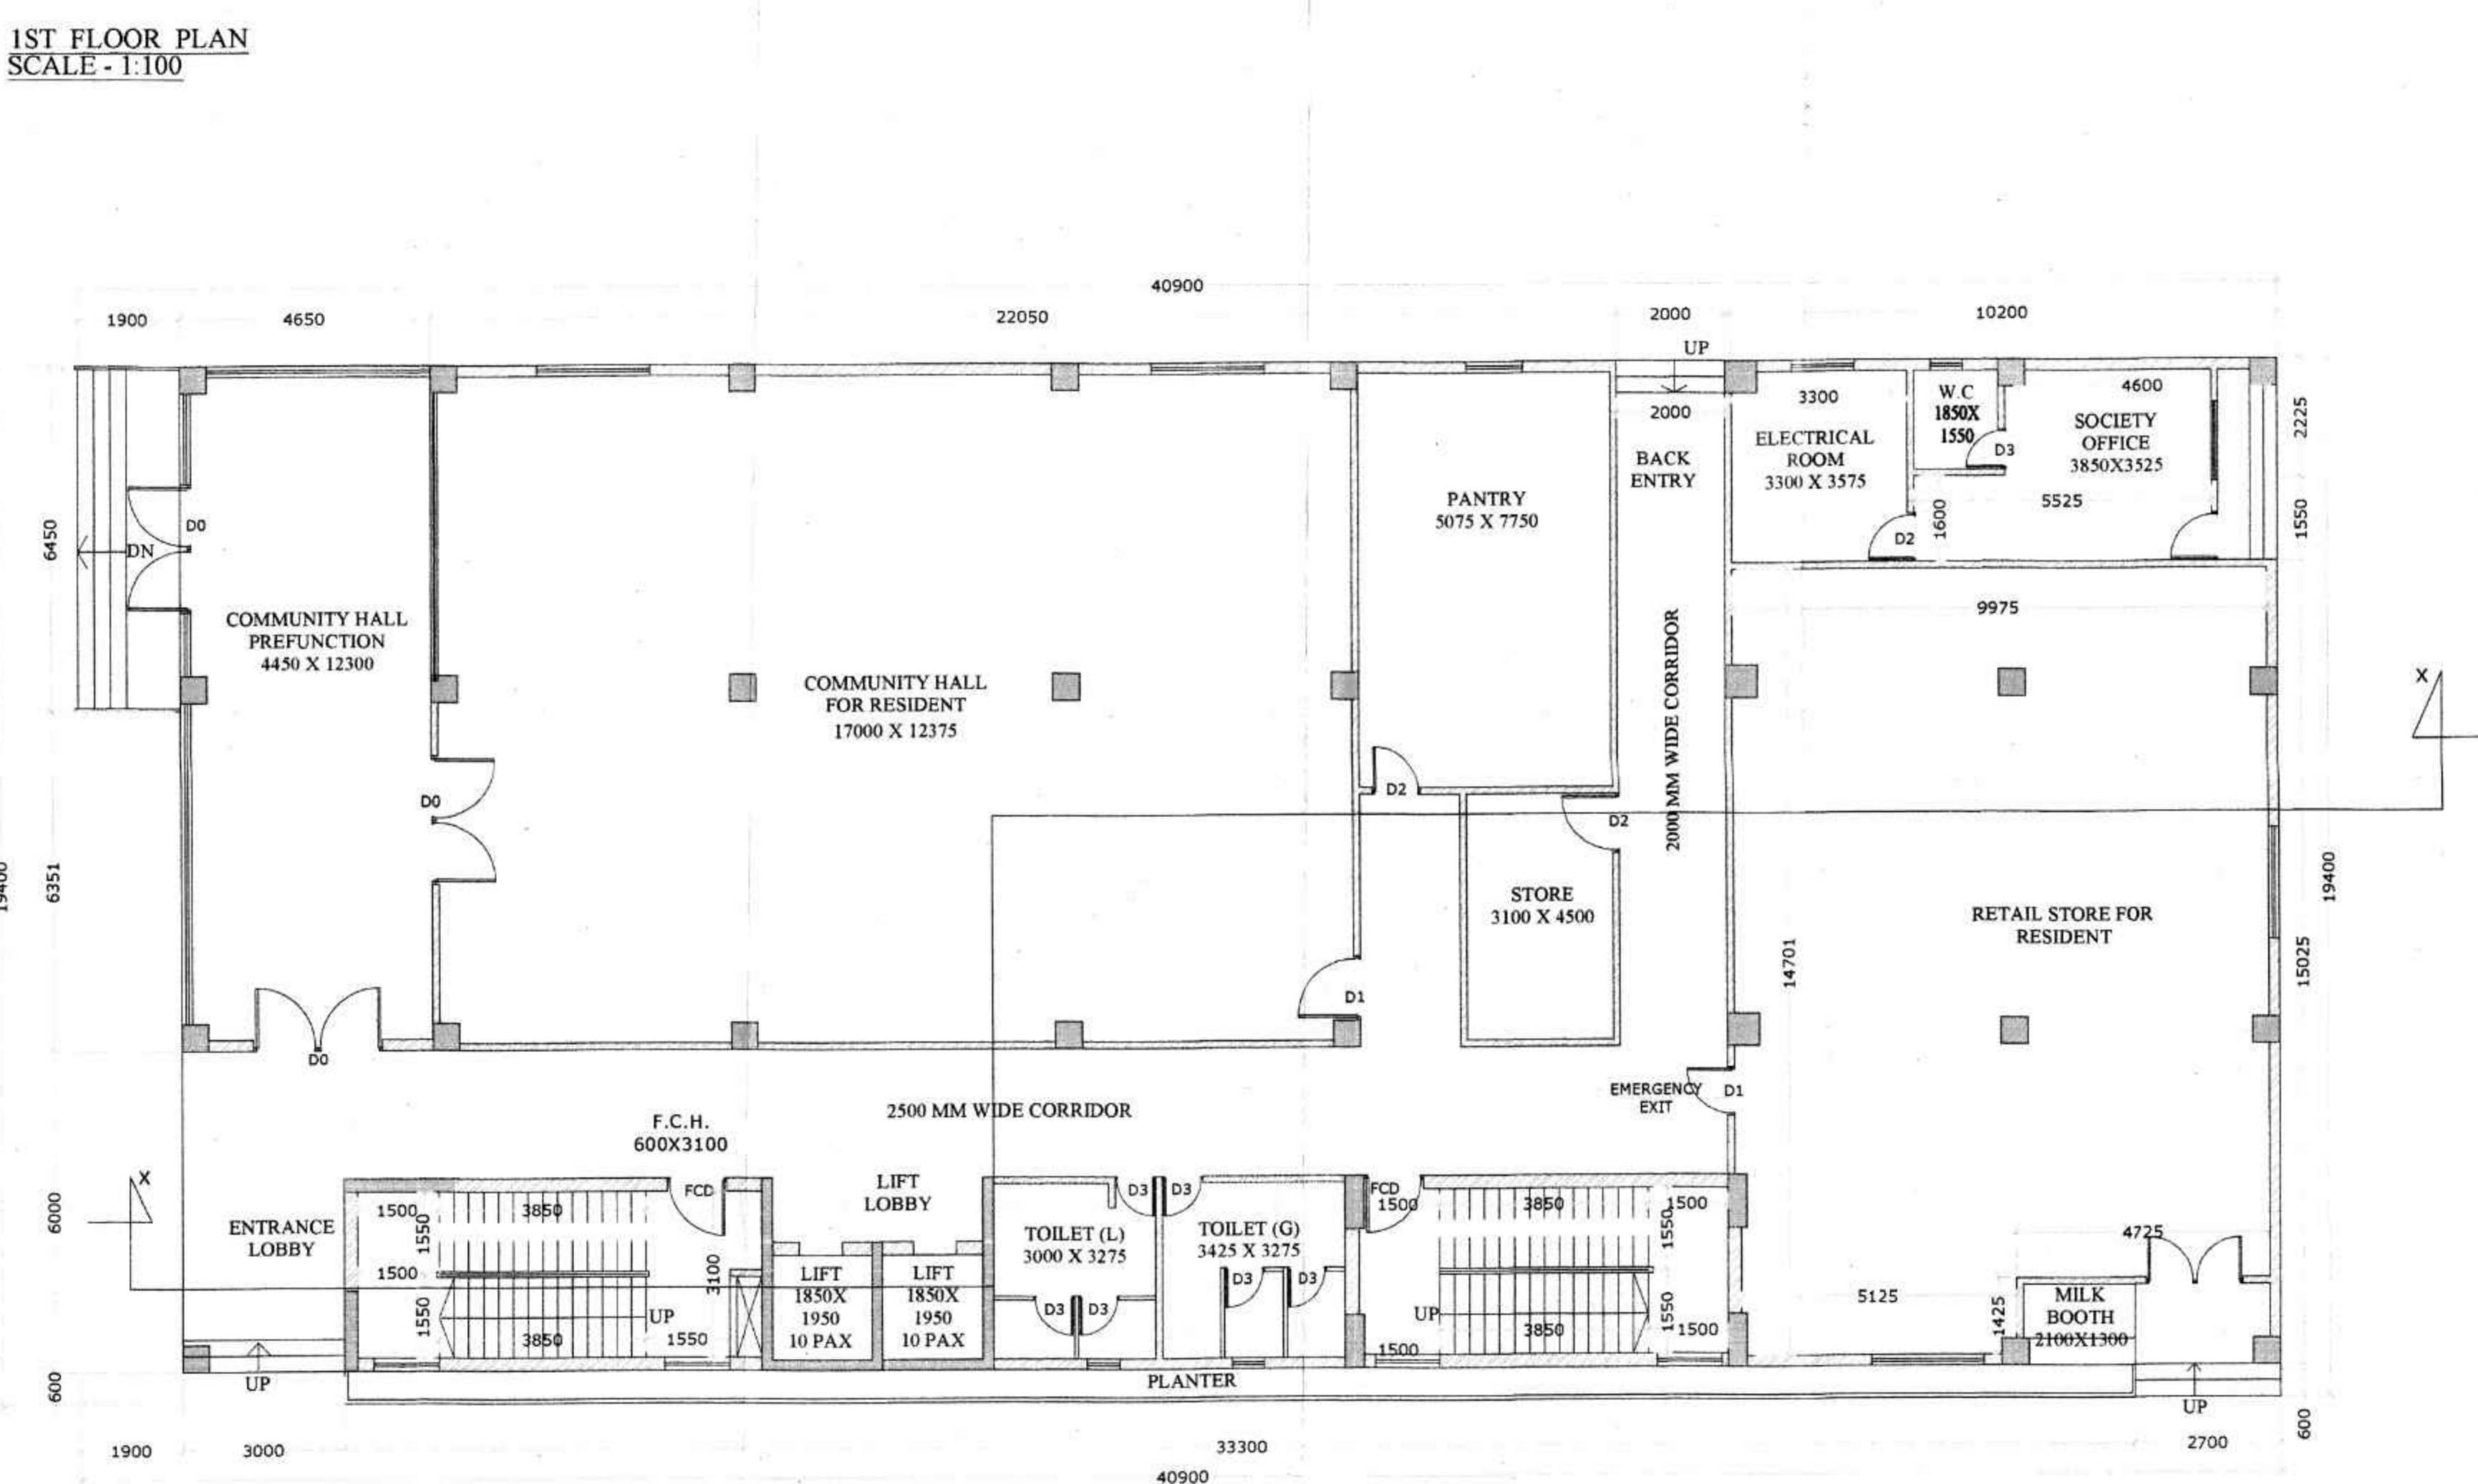 1ST FLOOR PLAN
SCALE - 1:100
40900
1900
4650
22050
2000
10200
UP
2000
3300
W.C
1850X
1550
4600
2225
D3
ELECTRICAL
ROOM
3300 X 3575
SOCIETY
OFFICE
3850X3525
BACK
ENTRY
PANTRY
5075 X 7750
5525
1600
1550
D2
6450
D0
DN
COMMUNITY HALL
PREFUNCTION
4450 X 12300
9975
COMMUNITY HALL
FOR RESIDENT
17000 X 12375
2000 MM WIDE CORRIDOR
X
D0
D2
D2
6351
19400
STORE
3100 X 4500
RETAIL STORE FOR
RESIDENT
19400
14701
15025
D1
D0
EMERGENCY
EXIT
D1
2500 MM WIDE CORRIDOR
F.C.H.
600X3100
X
6000
LIFT
LOBBY
FCD
D3
D3
FCD
1500
1550
3850
1500
3850
1500
1550
ENTRANCE
LOBBY
TOILET (L)
3000 X 3275
TOILET (G)
3425 X 3275
4725
1500
3100
LIFT
1850X
1950
10 PAX
LIFT
1850X
1950
10 PAX
D3
D3
D3
D3
5125
1425
MILK
BOOTH
2100X1300
1550
UP
3850
1550
UP
3850
1550
1500
1500
600
UP
PLANTER
UP
600
1900
3000
33300
2700
40900